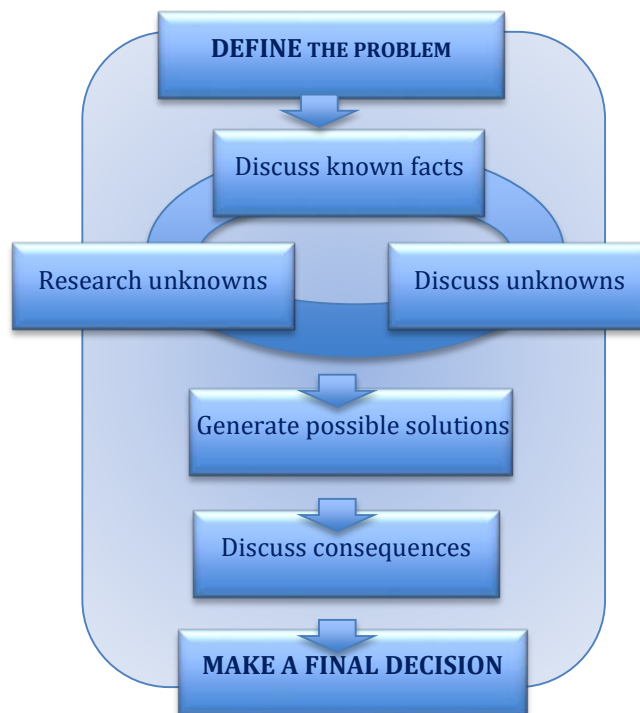 DEFINE THE PROBLEM
Discuss known facts
Research unknowns
Discuss unknowns
Generate possible solutions
Discuss consequences
MAKE A FINAL DECISION